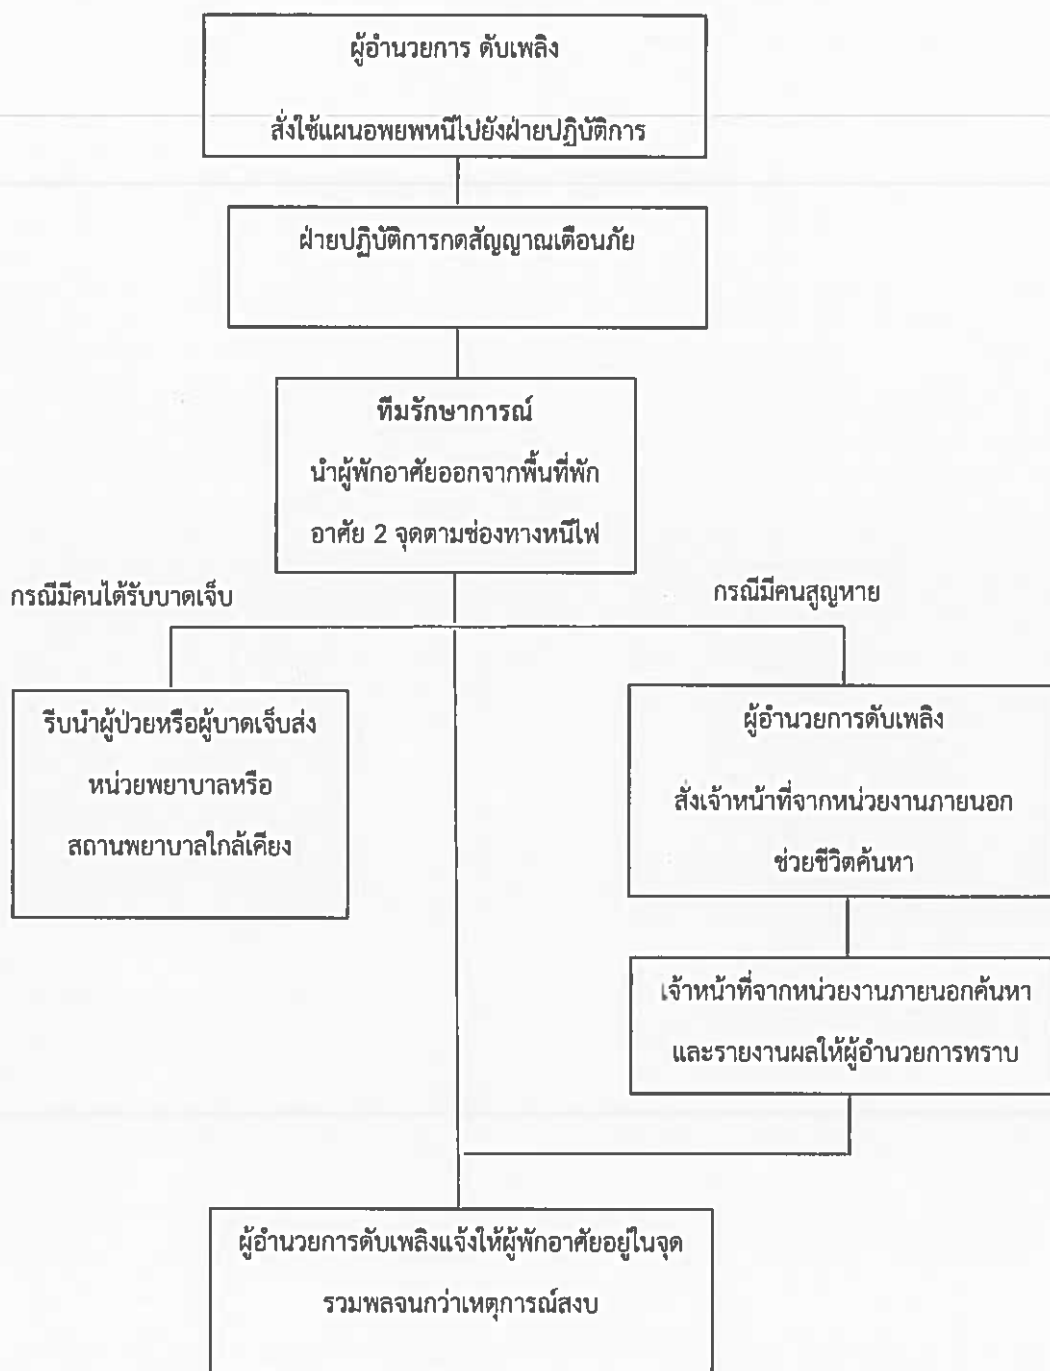 ผู้อำนวยการ ดับเพลิง
สั่งใช้แผนอพยพหนีไปยังฝ่ายปฏิบัติการ
ฝ่ายปฏิบัติการกดสัญญาณเตือนภัย
ทีมรักษาการณ์
นำผู้พักอาศัยออกจากพื้นที่พัก
อาศัย 2 จุดตามช่องทางหนีไฟ
กรณีมีคนได้รับบาดเจ็บ
กรณีมีคนสูญหาย
รีบนำผู้ป่วยหรือผู้บาดเจ็บส่ง
หน่วยพยาบาลหรือ
สถานพยาบาลใกล้เคียง
ผู้อำนวยการดับเพลิง
สั่งเจ้าหน้าที่จากหน่วยงานภายนอก
ช่วยชีวิตค้นหา
เจ้าหน้าที่จากหน่วยงานภายนอกค้นหา
และรายงานผลให้ผู้อำนวยการทราบ
ผู้อำนวยการดับเพลิงแจ้งให้ผู้พักอาศัยอยู่ในจุด
รวมพลจนกว่าเหตุการณ์สงบ